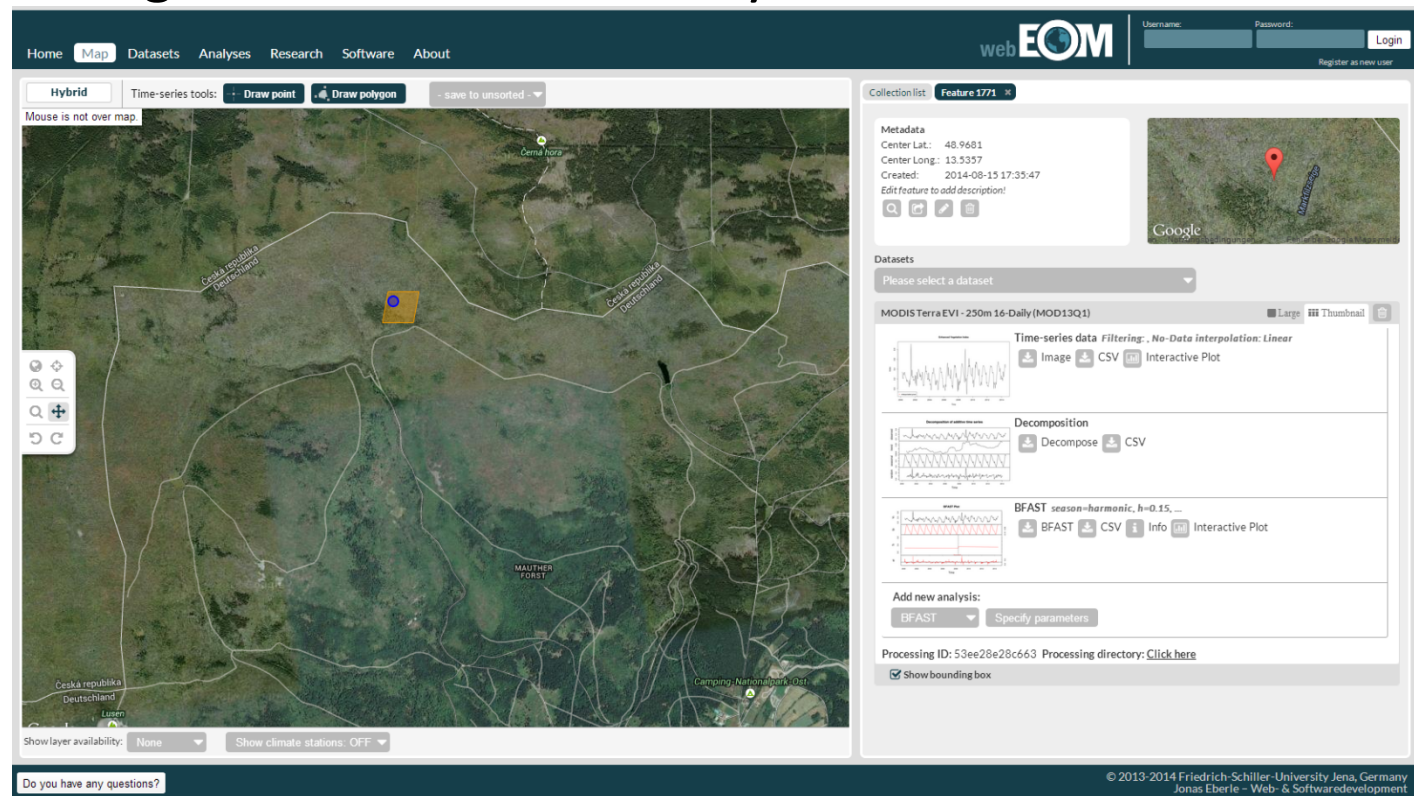 Username: Password:
web EOM
Login
Register as new user
Home Map Datasets Analyses Research Software About
Hybrid Time-series tools: Draw point Draw polygon - save to unsorted -
Mouse is not over map.
Černá hora
Česká republika
Deutschland
Česká republika
Deutschland
MAUTHER
FORST
Camping-Nationalpark-Ost
Česká republika
Deutschland
Lusen
Show layer availability: None Show climate stations: OFF
Collection list Feature 1771
Metadata
Center Lat.: 48.9681
Center Long.: 13.5357
Created: 2014-08-15 17:35:47
Edit feature to add description!
Google
Datasets
Please select a dataset
MODIS Terra EVI - 250m 16-Daily (MOD13Q1) Large Thumbnail
Time-series data Filtering: , No-Data interpolation: Linear
Image CSV Interactive Plot
Decomposition of additive time series
Decomposition
Decompose CSV
BFAST season=harmonic, h=0.15, ...
BFAST CSV Info Interactive Plot
Add new analysis:
BFAST Specify parameters
Processing ID: 53ee28e28c663 Processing directory: Click here
Show bounding box
Do you have any questions?
© 2013-2014 Friedrich-Schiller-University Jena, Germany
Jonas Eberle – Web- & Softwaredevelopment